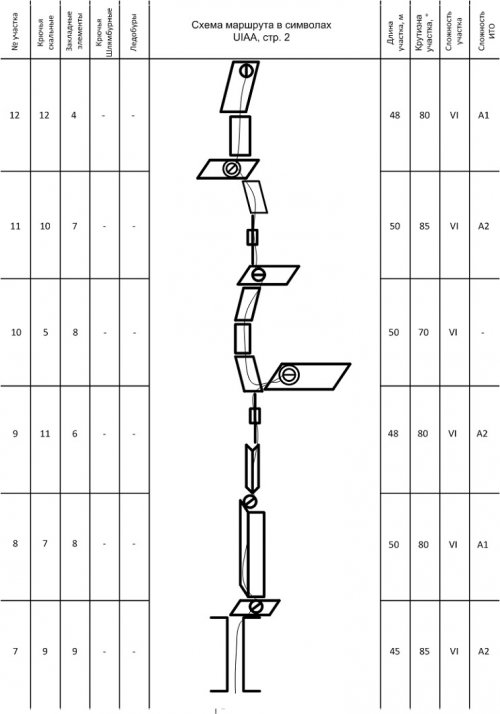 № участка
Крючья
скальные
Закладные
элементы
Крючья
Шлямбурные
Ледобуры
Схема маршрута в символах
UIAA, стр. 2
Длина
участка, м
Крутизна
участка, °
Сложность
участка
Сложность
ИТО
12 12 4 - - 48 80 VI A1
11 10 7 - - 50 85 VI A2
10 5 8 - - 50 70 VI -
9 11 6 - - 48 80 VI A2
8 7 8 - - 50 80 VI A1
7 9 9 - - 45 85 VI A2